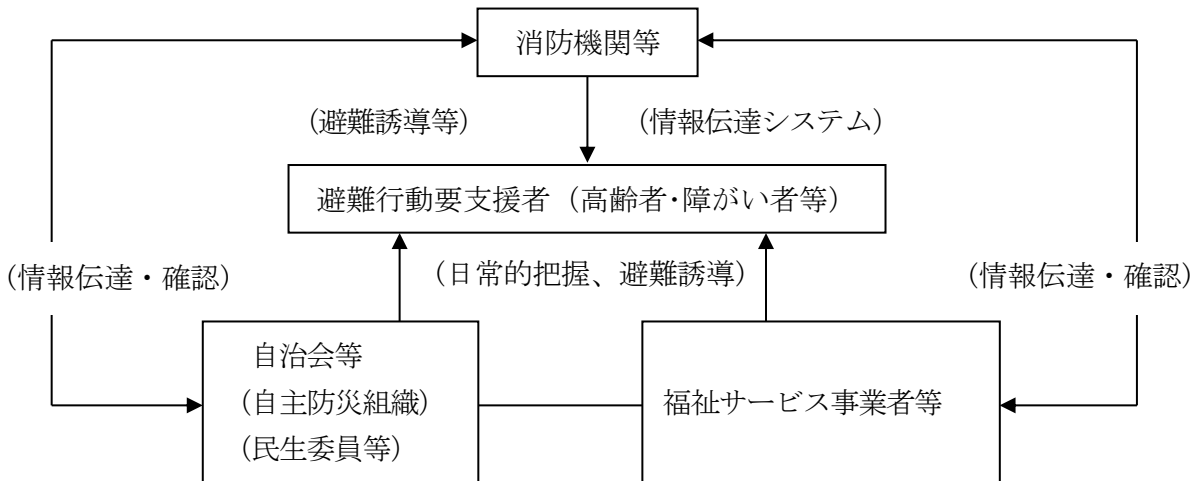 消防機関等
(避難誘導等)
(情報伝達システム)
避難行動要支援者(高齢者・障がい者等)
(情報伝達・確認)
(日常的把握、避難誘導)
(情報伝達・確認)
自治会等
(自主防災組織)
(民生委員等)
福祉サービス事業者等